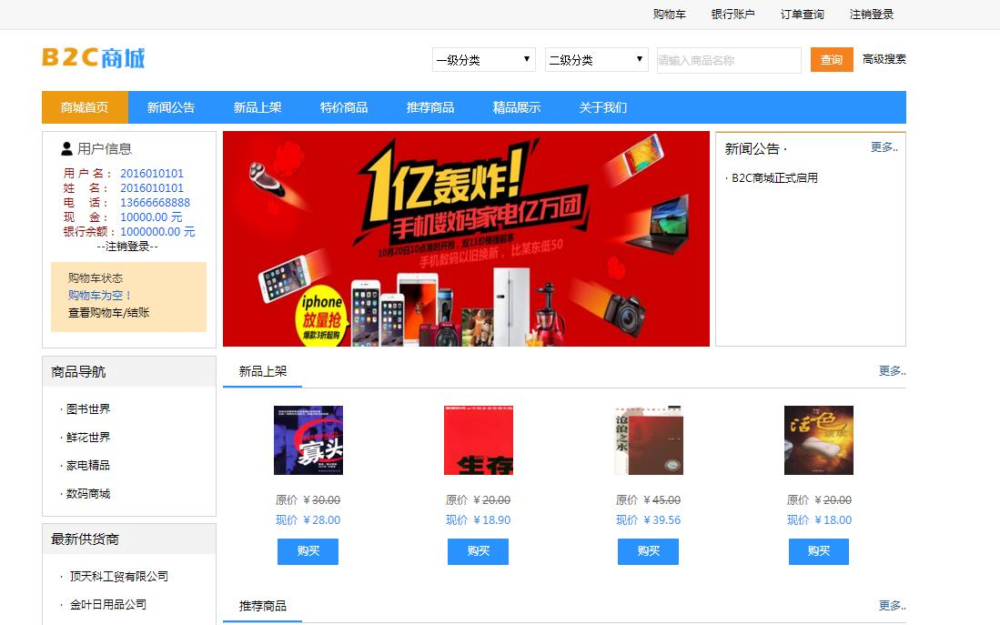 购物车 银行账户 订单查询 注销登录
B2C商城
一级分类 二级分类 请输入商品名称 查询 高级搜索
商城首页 新闻公告 新品上架 特价商品 推荐商品 精品展示 关于我们
用户信息
用 户 名： 2016010101
姓 名： 2016010101
电 话： 13666668888
现 金： 10000.00 元
银行余额： 1000000.00 元
--注销登录--
购物车状态
购物车为空！
查看购物车/结账
1亿轰炸!
手机数码家电亿万团
10月20日10点准时开抢，双11价格提前享
手机数码以旧换新，比某东低50
iphone
放量抢
爆款3折起购
新闻公告 · 更多..
· B2C商城正式启用
商品导航
· 图书世界
· 鲜花世界
· 家电精品
· 数码商城
最新供货商
· 顶天科工贸有限公司
· 金叶日用品公司
新品上架 更多..
寡头
生存
沧浪之水
活色
原价 ￥30.00 原价 ￥20.00 原价 ￥45.00 原价 ￥20.00
现价 ￥28.00 现价 ￥18.90 现价 ￥39.56 现价 ￥18.00
购买 购买 购买 购买
推荐商品 更多..